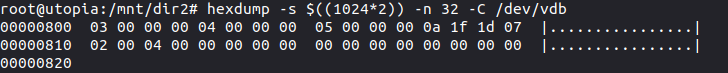 root@utopia:/mnt/dir2# hexdump -s $((1024*2)) -n 32 -C /dev/vdb
00000800  03 00 00 00 04 00 00 00  05 00 00 00 0a 1f 1d 07  |................|
00000810  02 00 04 00 00 00 00 00  00 00 00 00 00 00 00 00  |................|
00000820